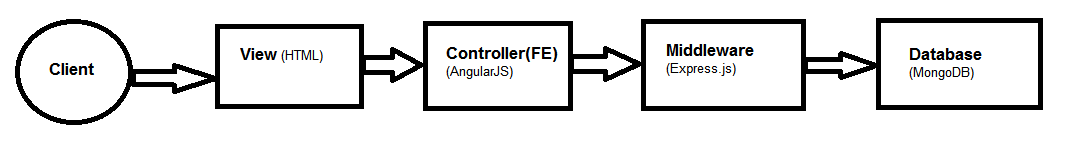 Client
View (HTML)
Controller(FE)
(AngularJS)
Middleware
(Express.js)
Database
(MongoDB)